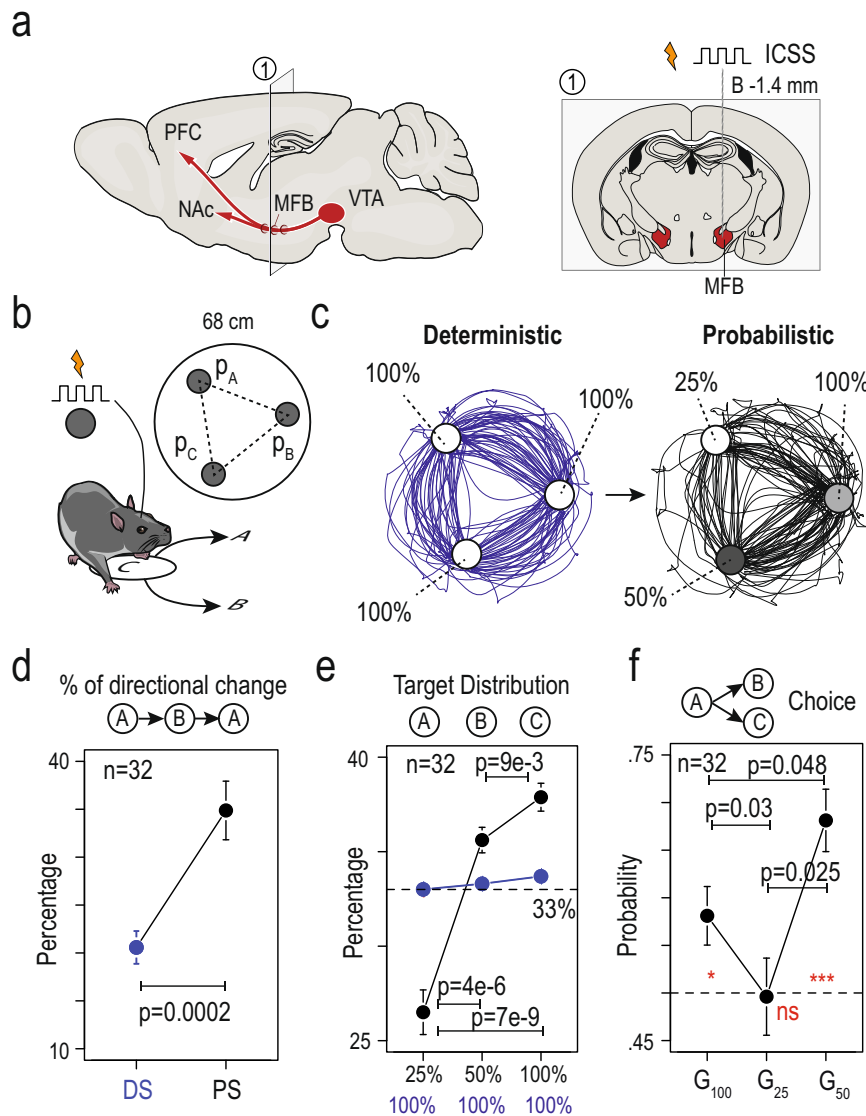 a
1
PFC
NAc
MFB
VTA
ICSS
1
B -1.4 mm
MFB
b
68 cm
pA
pB
pC
A
B
c
Deterministic
Probabilistic
100%
100%
100%
25%
100%
50%
d
% of directional change
A B A
40
n=32
Percentage
p=0.0002
10
DS PS
e
Target Distribution
A B C
40
n=32
p=9e-3
Percentage
33%
p=4e-6
p=7e-9
25
25% 50% 100%
100% 100% 100%
f
A B C Choice
.75
n=32
p=0.048
p=0.03
p=0.025
Probability
* ***
ns
.45
G100 G25 G50